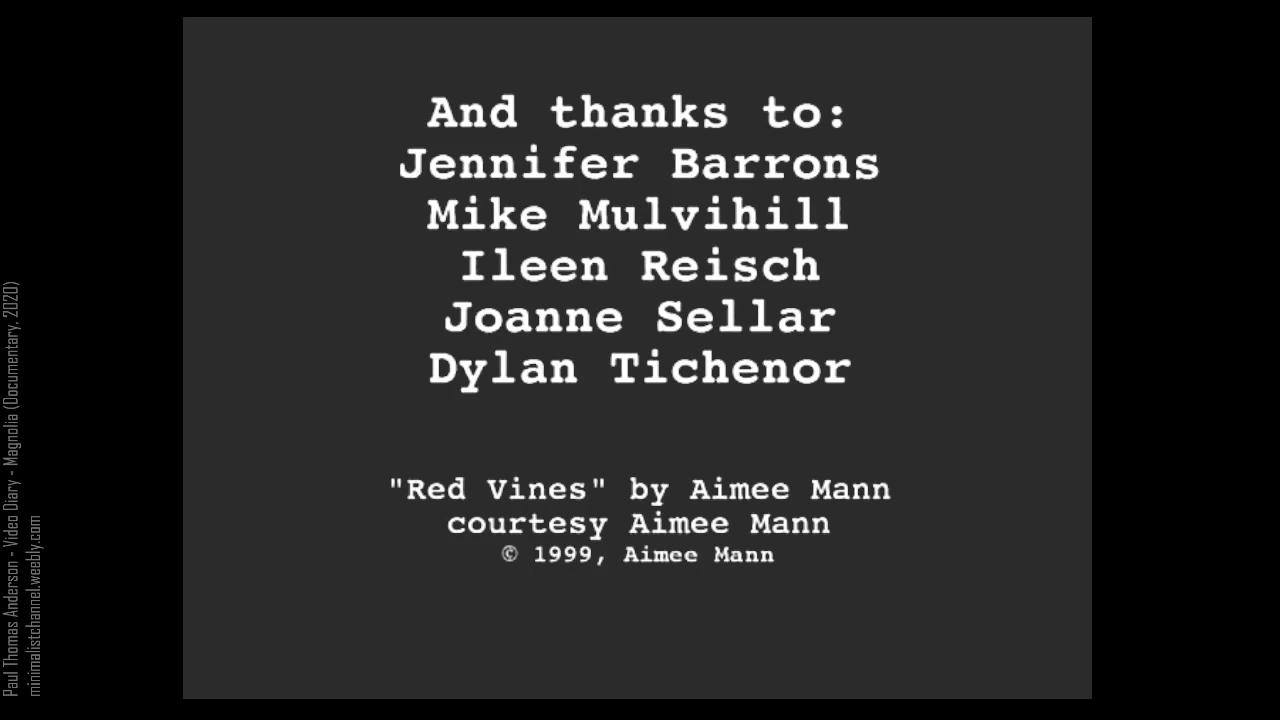 And thanks to:
Jennifer Barrons
Mike Mulvihill
Ileen Reisch
Joanne Sellar
Dylan Tichenor
"Red Vines" by Aimee Mann
courtesy Aimee Mann
© 1999, Aimee Mann
Paul Thomas Anderson - Video Diary - Magnolia (Documentary, 2020)
minimalistchannel.weebly.com